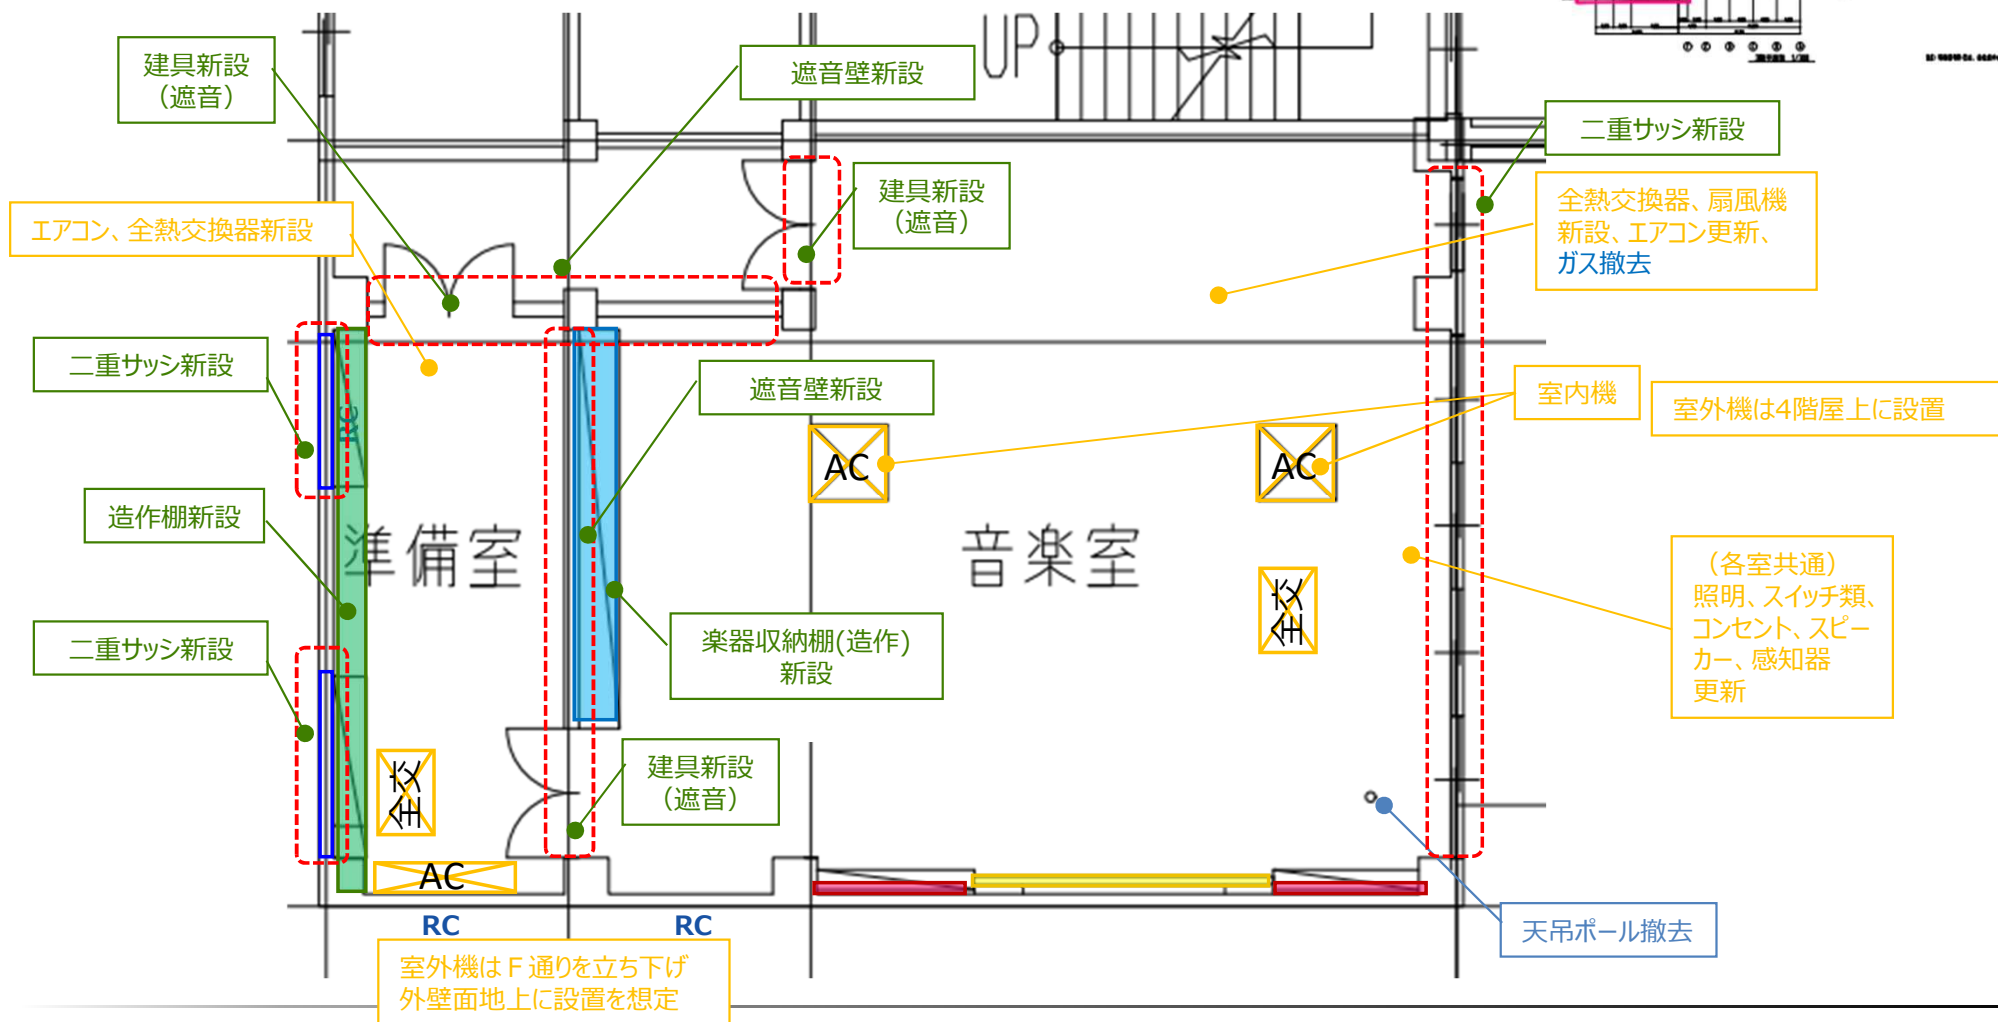 UP
建具新設
（遮音）
遮音壁新設
二重サッシ新設
建具新設
（遮音）
全熱交換器、扇風機
新設、エアコン更新、
ガス撤去
エアコン、全熱交換器新設
二重サッシ新設
遮音壁新設
室内機
室外機は4階屋上に設置
RC
AC
AC
造作棚新設
準備室
音楽室
（各室共通）
照明、スイッチ類、
コンセント、スピー
カー、感知器
更新
全交
二重サッシ新設
楽器収納棚(造作)
新設
建具新設
（遮音）
全交
AC
RC
RC
天吊ポール撤去
室外機はＦ通りを立ち下げ
外壁面地上に設置を想定